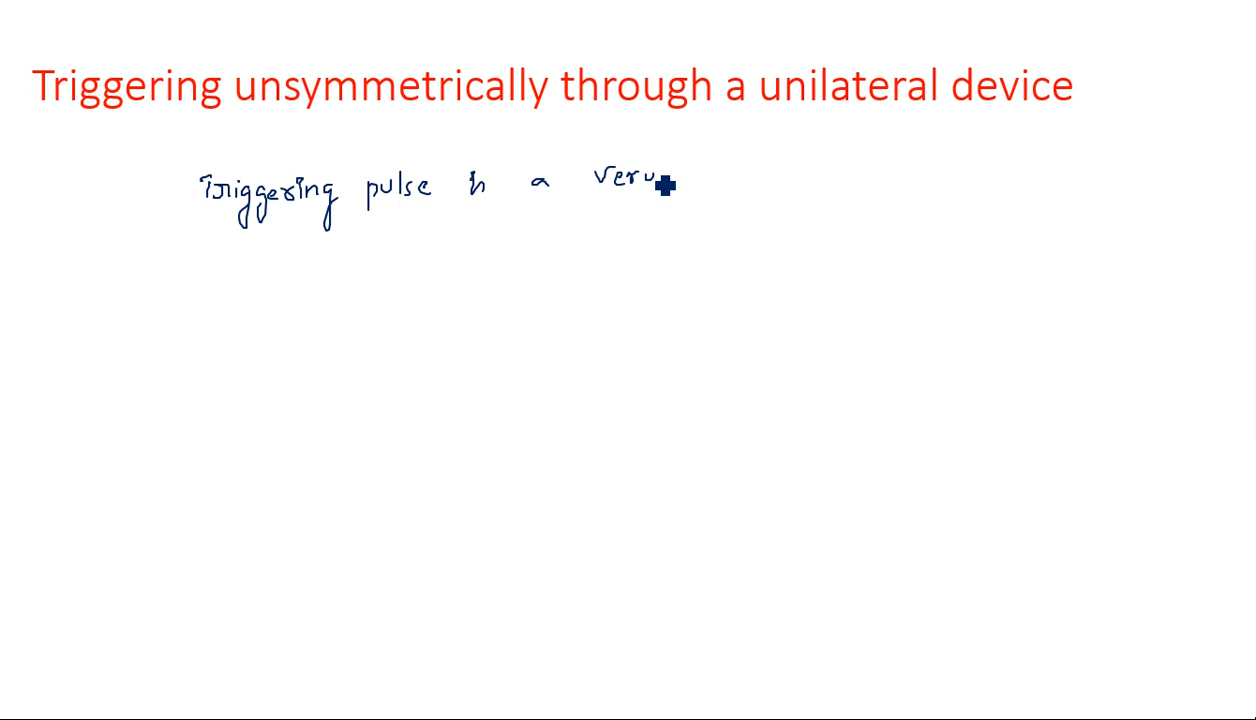 Triggering unsymmetrically through a unilateral device
Triggering pulse is a very